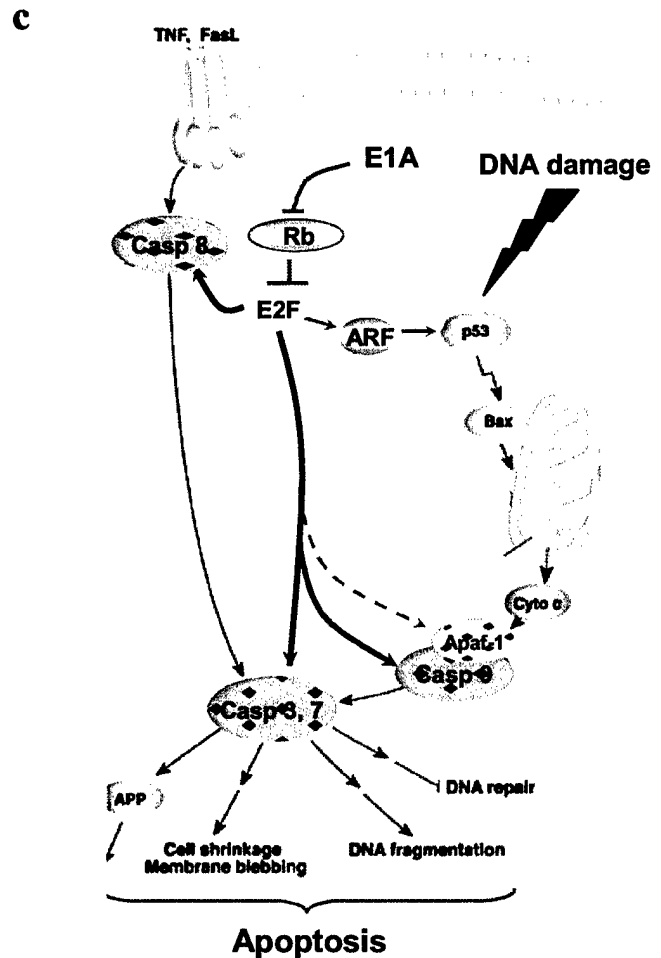 c
TNF, FasL
E1A
DNA damage
Casp 8
Rb
E2F
ARF
p53
Bax
Cyto c
Apaf-1
Casp 9
Casp 3, 7
APP
DNA repair
Cell shrinkage
Membrane blebbing
DNA fragmentation
Apoptosis